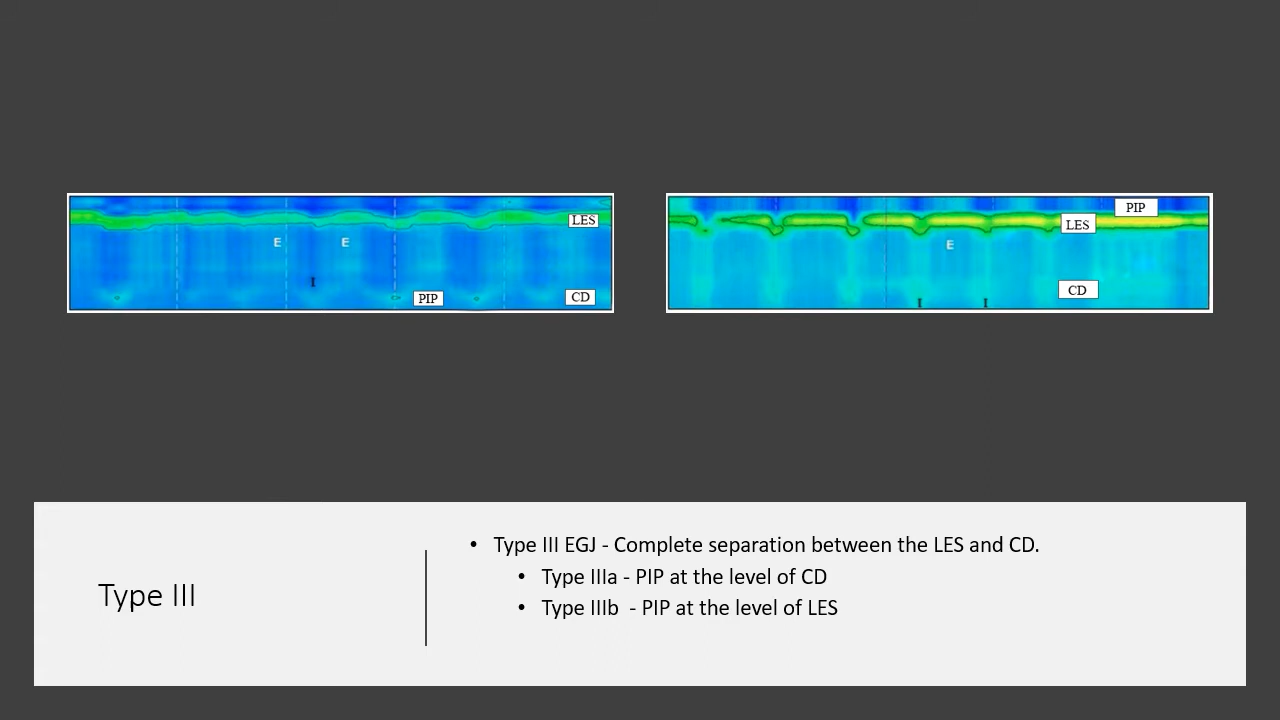 LES
E E
I
PIP
CD
PIP
LES
E
CD
I I
Type III
• Type III EGJ - Complete separation between the LES and CD.
• Type IIIa - PIP at the level of CD
• Type IIIb - PIP at the level of LES